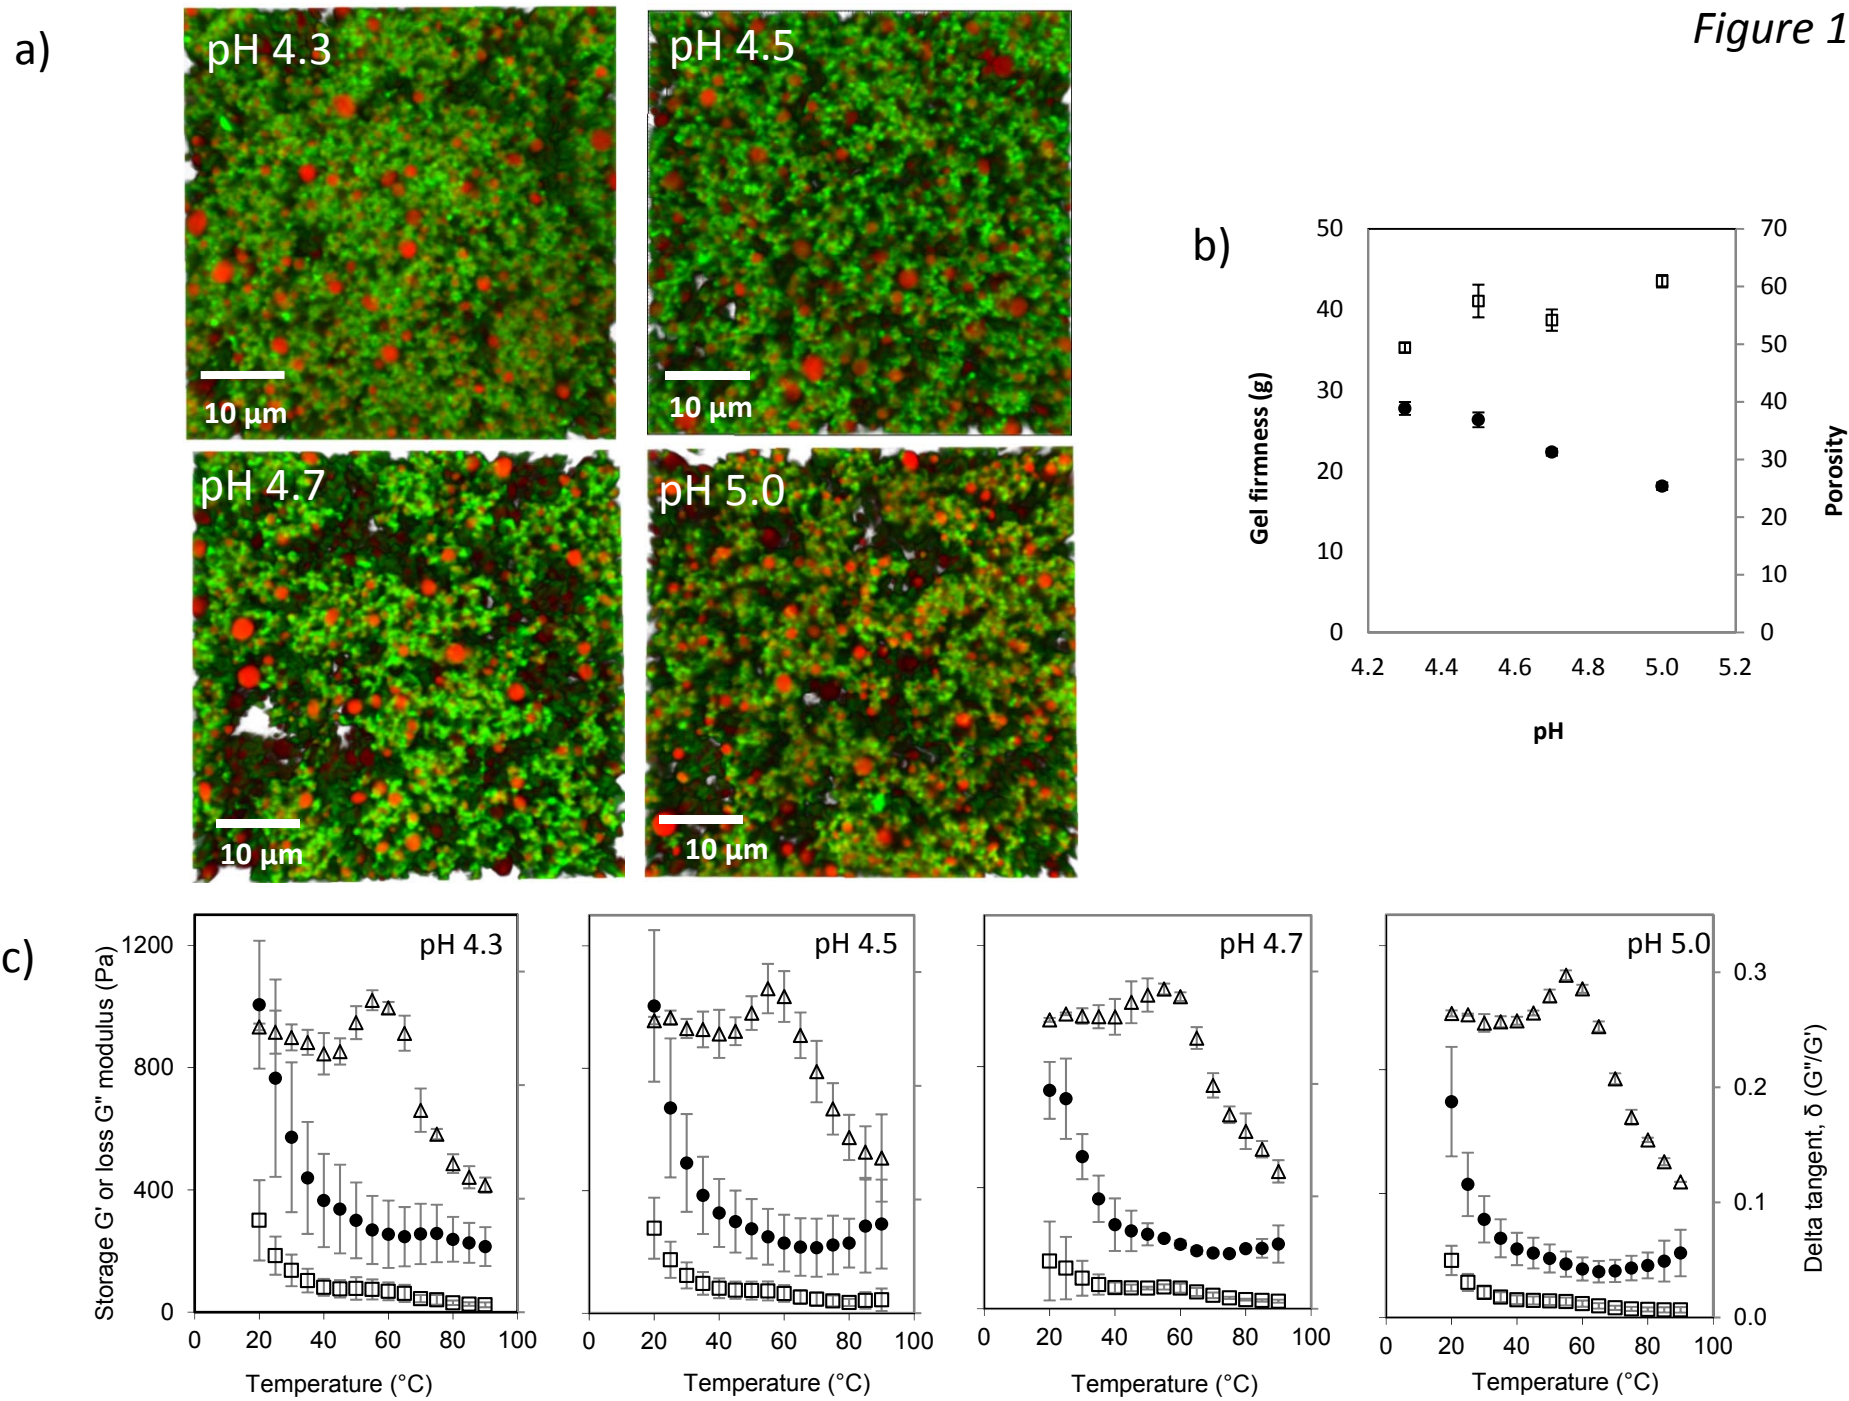 Figure 1
a)
pH 4.3
10 µm
pH 4.5
10 µm
pH 4.7
10 µm
pH 5.0
10 µm
b)
Gel firmness (g)
50
40
30
20
10
0
Porosity
70
60
50
40
30
20
10
0
4.2 4.4 4.6 4.8 5.0 5.2
pH
c)
Storage G' or loss G" modulus (Pa)
1200
800
400
0
pH 4.3
0 20 40 60 80 100
Temperature (°C)
pH 4.5
0 20 40 60 80 100
Temperature (°C)
pH 4.7
0 20 40 60 80 100
Temperature (°C)
pH 5.0
0 20 40 60 80 100
Temperature (°C)
0.3
0.2
0.1
0.0
Delta tangent, δ (G"/G')